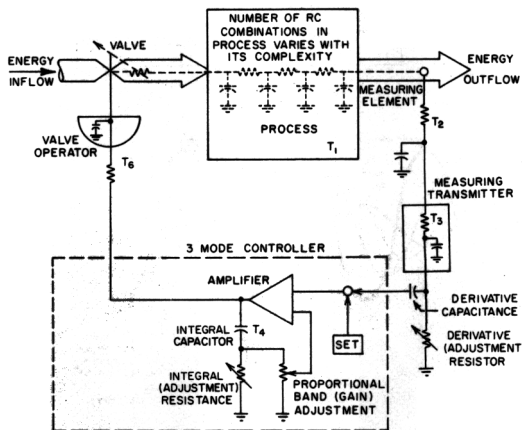 NUMBER OF RC
COMBINATIONS IN
PROCESS VARIES WITH
ITS COMPLEXITY
VALVE
ENERGY
INFLOW
ENERGY
OUTFLOW
MEASURING
ELEMENT
PROCESS
T1
T2
VALVE
OPERATOR
T6
MEASURING
TRANSMITTER
T3
3 MODE CONTROLLER
AMPLIFIER
INTEGRAL
CAPACITOR
T4
SET
DERIVATIVE
CAPACITANCE
DERIVATIVE
(ADJUSTMENT
RESISTOR
INTEGRAL
(ADJUSTMENT)
RESISTANCE
PROPORTIONAL
BAND (GAIN)
ADJUSTMENT